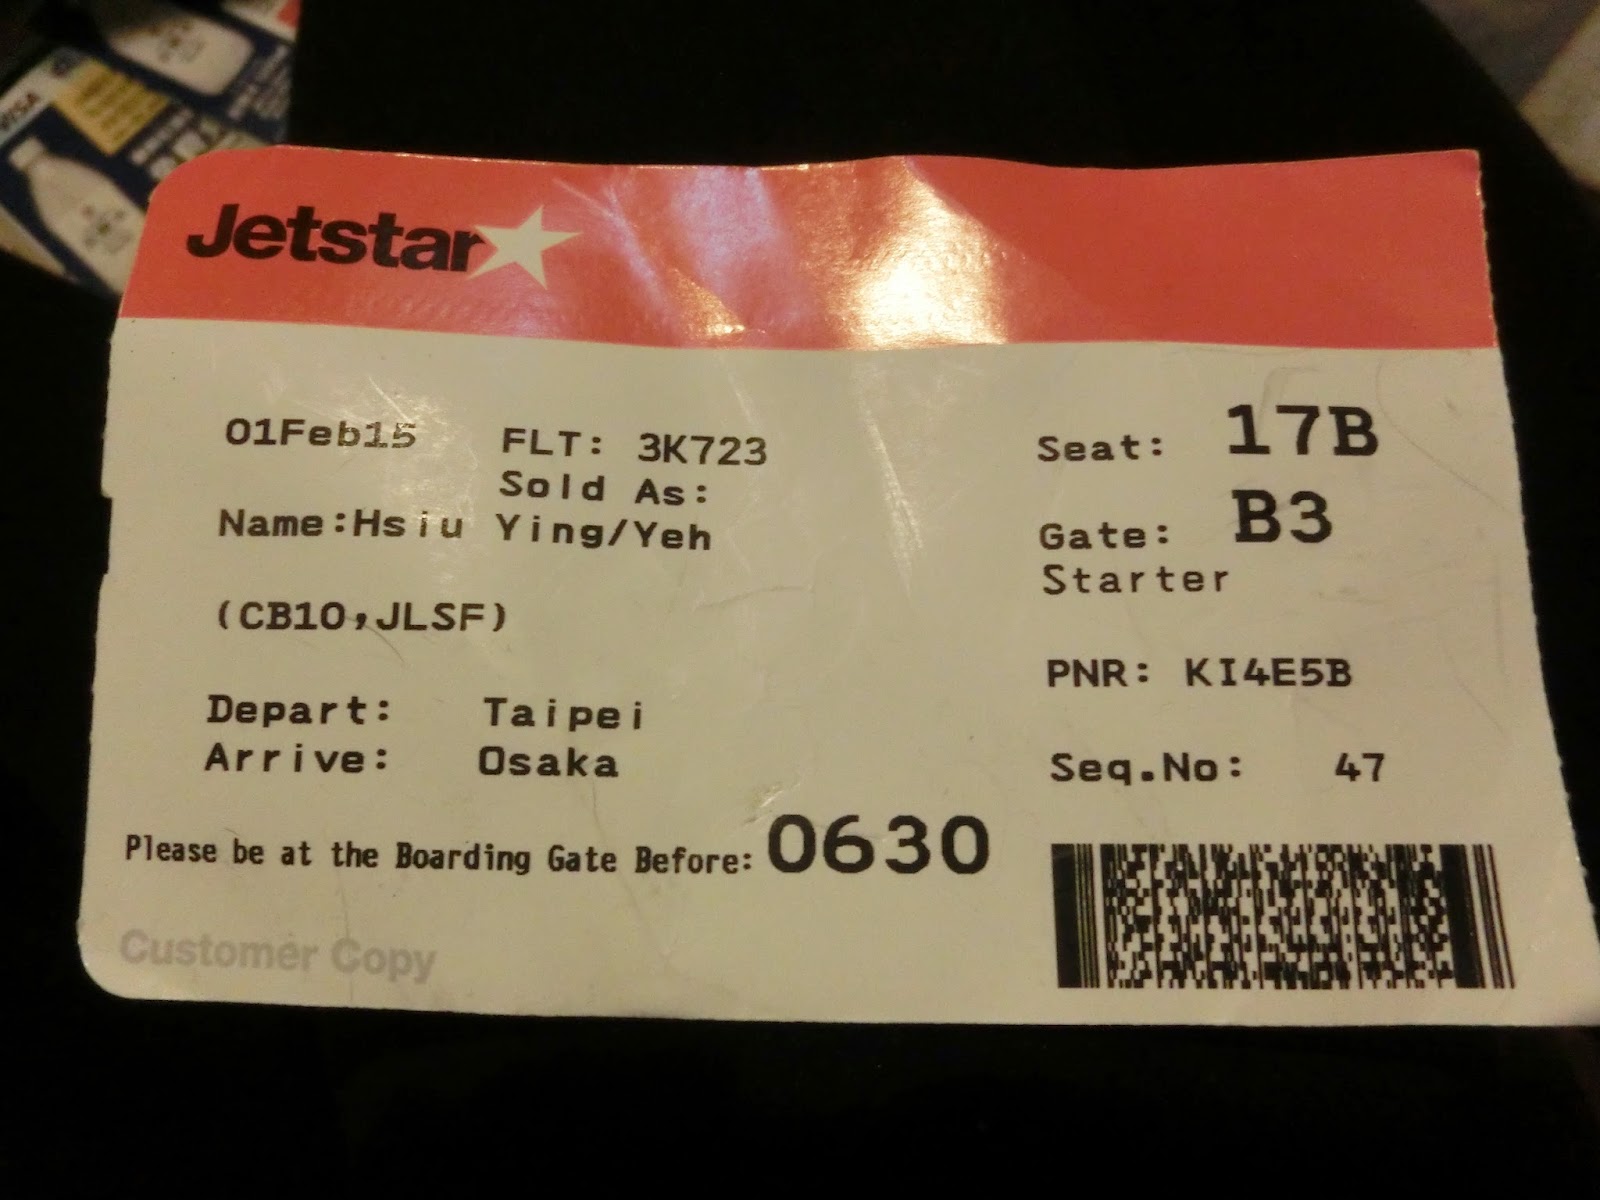 VISA
Jetstar
01Feb15 FLT: 3K723
Sold As:
Name:Hsiu Ying/Yeh
(CB10,JLSF)
Depart: Taipei
Arrive: Osaka
Please be at the Boarding Gate Before: 0630
Customer Copy
Seat: 17B
Gate: B3
Starter
PNR: KI4E5B
Seq.No: 47